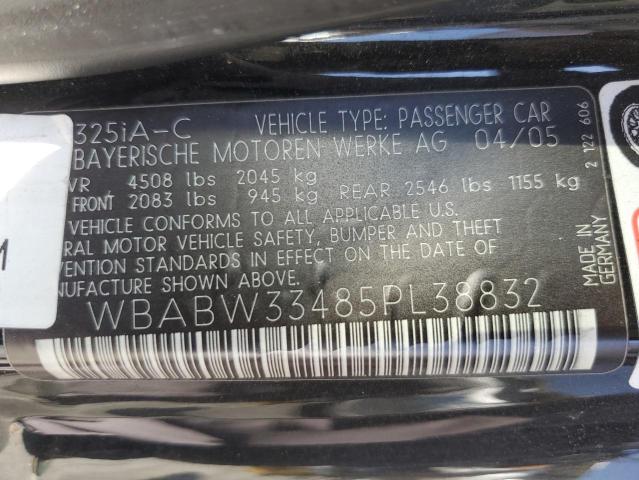 325iA-C VEHICLE TYPE: PASSENGER CAR
BAYERISCHE MOTOREN WERKE AG 04/05
VR 4508 lbs 2045 kg
FRONT 2083 lbs 945 kg REAR 2546 lbs 1155 kg
VEHICLE CONFORMS TO ALL APPLICABLE U.S.
RAL MOTOR VEHICLE SAFETY, BUMPER AND THEFT
VENTION STANDARDS IN EFFECT ON THE DATE OF
MANUFACTURE SHOWN ABOVE.
WBABW33485PL38832
2 122 606
MADE IN
GERMANY
M